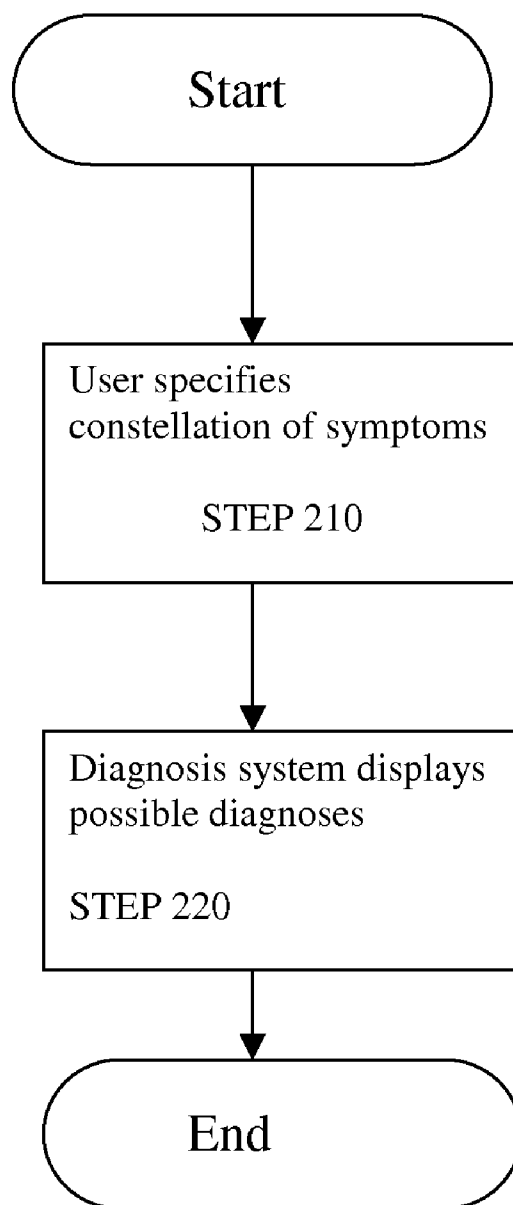 Start
User specifies
constellation of symptoms
STEP 210
Diagnosis system displays
possible diagnoses
STEP 220
End